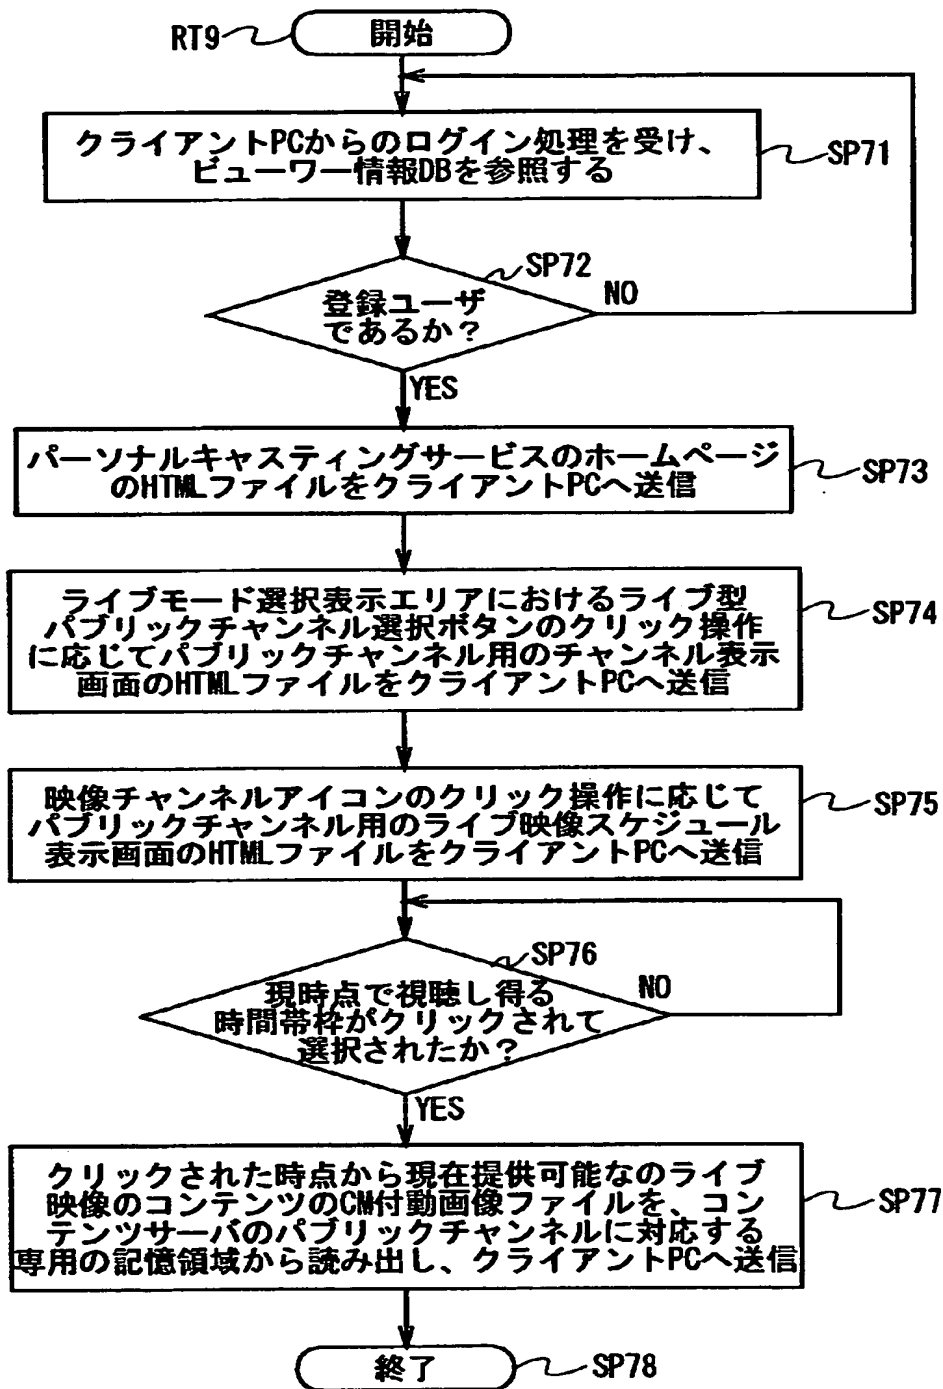 RT9
開始
クライアントPCからのログイン処理を受け、
ビューワー情報DBを参照する
SP71
SP72
登録ユーザ
であるか？
NO
YES
パーソナルキャスティングサービスのホームページ
のHTMLファイルをクライアントPCへ送信
SP73
ライブモード選択表示エリアにおけるライブ型
パブリックチャンネル選択ボタンのクリック操作
に応じてパブリックチャンネル用のチャンネル表示
画面のHTMLファイルをクライアントPCへ送信
SP74
映像チャンネルアイコンのクリック操作に応じて
パブリックチャンネル用のライブ映像スケジュール
表示画面のHTMLファイルをクライアントPCへ送信
SP75
SP76
現時点で視聴し得る
時間帯枠がクリックされて
選択されたか？
NO
YES
クリックされた時点から現在提供可能なのライブ
映像のコンテンツのCM付動画像ファイルを、コン
テンツサーバのパブリックチャンネルに対応する
専用の記憶領域から読み出し、クライアントPCへ送信
SP77
終了
SP78